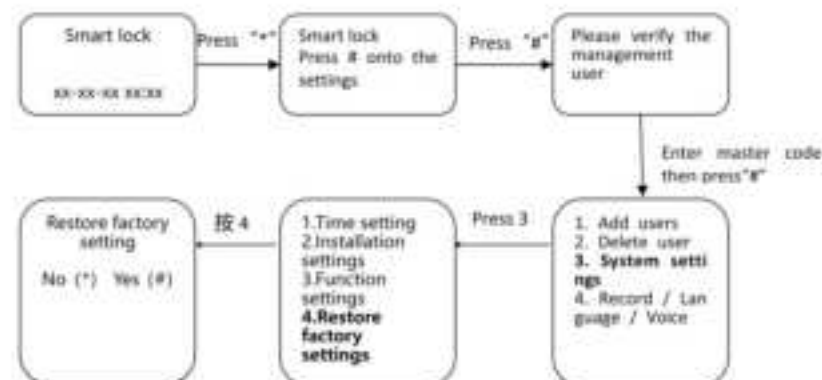 Smart lock
xx-xx-xx xx:xx
Press "*"
Smart lock
Press # onto the
settings
Press "#"
Please verify the
management
user
Enter master code
then press"#"
1. Add users
2. Delete user
3. System setti
ngs
4. Record / Lan
guage / Voice
Press 3
1.Time setting
2.Installation
settings
3.Function
settings
4.Restore
factory
settings
按 4
Restore factory
setting
No (*) Yes (#)